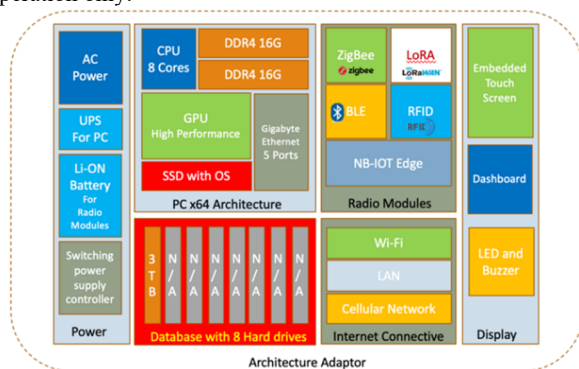 peration only.
AC
Power
UPS
For PC
Li-ON
Battery
For
Radio
Modules
Switching
power
supply
controller
Power
CPU
8 Cores
DDR4 16G
DDR4 16G
GPU
High Performance
Gigabyte
Ethernet
5 Ports
SSD with OS
PC x64 Architecture
3
T
B
N
/
A
N
/
A
N
/
A
N
/
A
N
/
A
N
/
A
N
/
A
Database with 8 Hard drives
ZigBee
zigbee
LoRA
LoRaWAN
BLE
RFID
RFID
NB-IOT Edge
Radio Modules
Wi-Fi
LAN
Cellular Network
Internet Connective
Embedded
Touch
Screen
Dashboard
LED and
Buzzer
Display
Architecture Adaptor